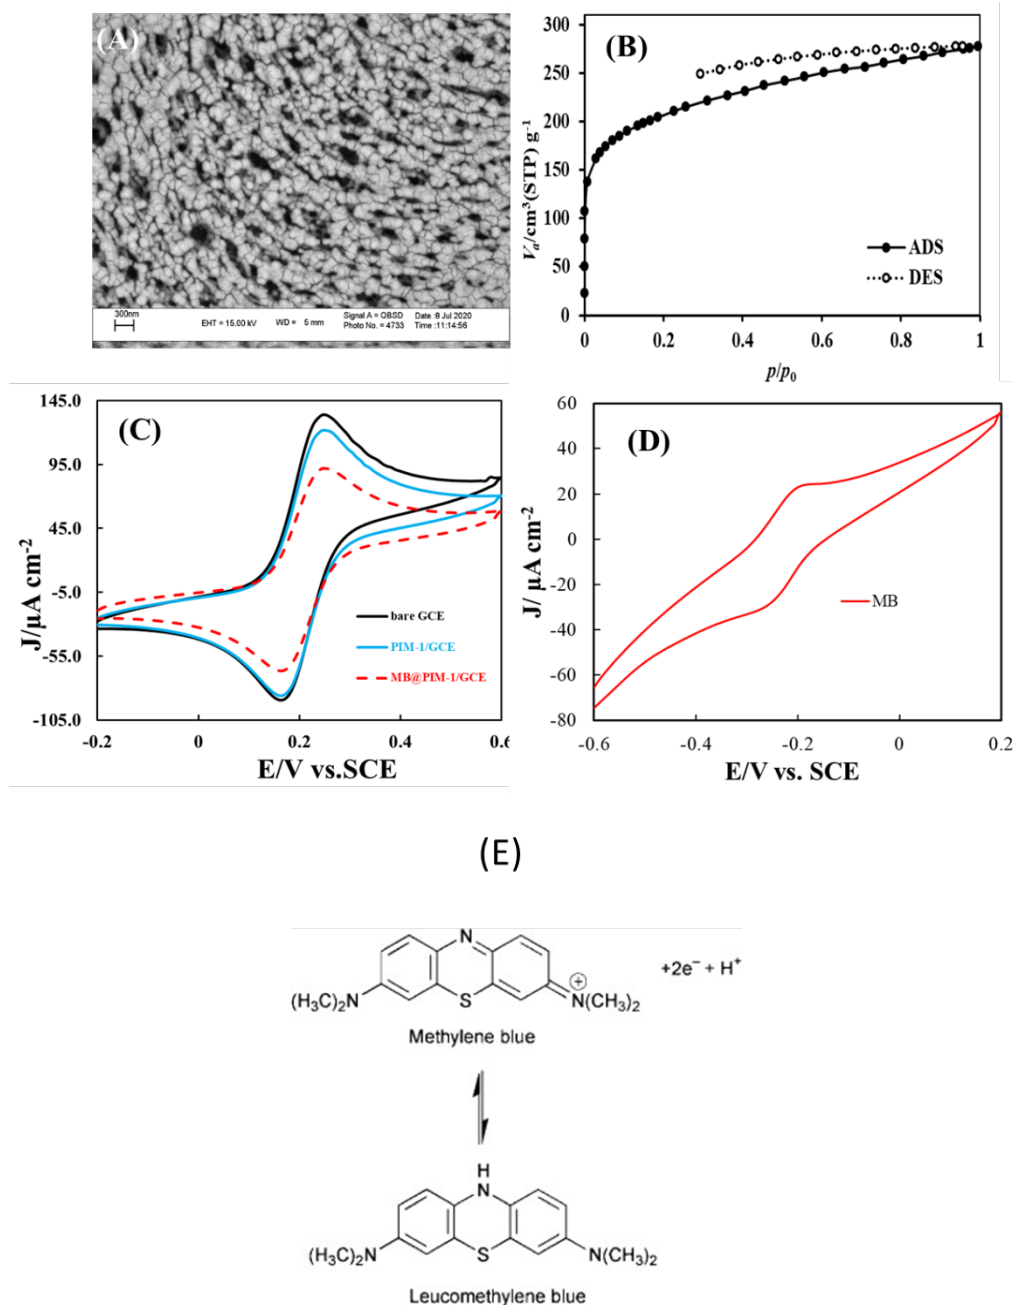 (A)
300nm
EHT = 15.00 kV
WD = 5 mm
Signal A = QBSD
Photo No. = 4733
Date :8 Jul 2020
Time :11:14:56
(B)
300
250
200
150
100
50
0
Va/cm3(STP) g-1
ADS
DES
0 0.2 0.4 0.6 0.8 1
p/p0
(C)
145.0
95.0
45.0
-5.0
-55.0
-105.0
J/µA cm-2
bare GCE
PIM-1/GCE
MB@PIM-1/GCE
-0.2 0 0.2 0.4 0.6
E/V vs.SCE
(D)
60
40
20
0
-20
-40
-60
-80
J/ µA cm-2
MB
-0.6 -0.4 -0.2 0 0.2
E/V vs. SCE
(E)
N
(H3C)2N
S
+
N(CH3)2
+2e− + H+
Methylene blue
H
N
(H3C)2N
S
N(CH3)2
Leucomethylene blue